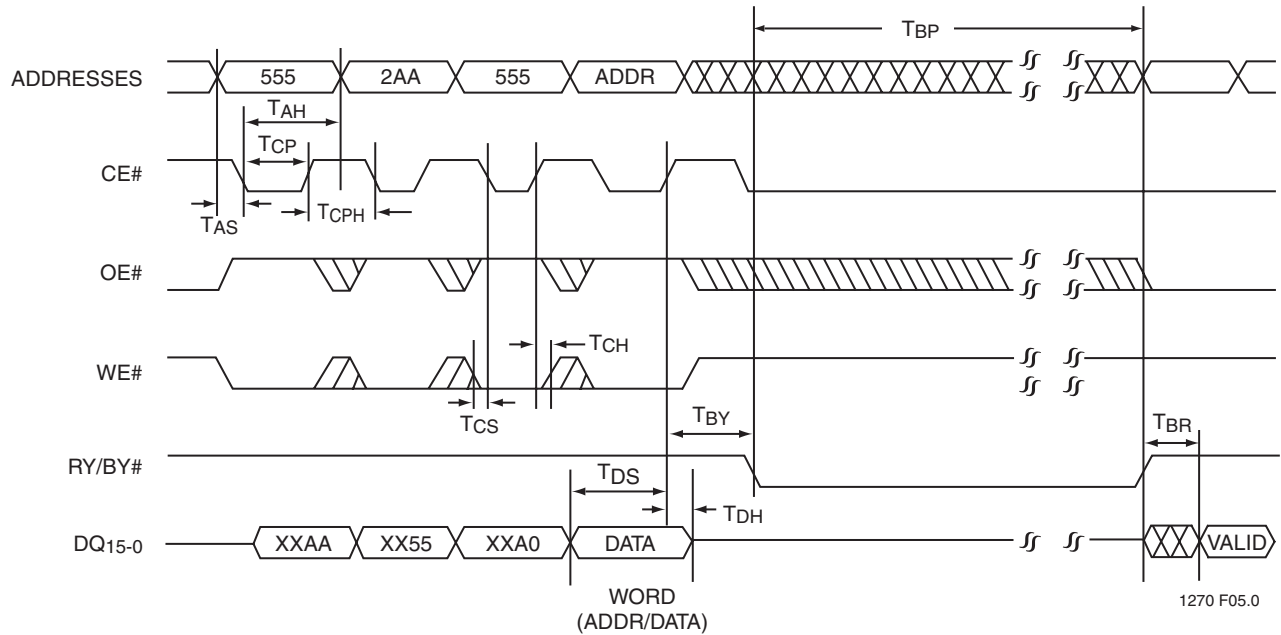 TBP
ADDRESSES 555 2AA 555 ADDR
TAH
TCP
CE#
TAS TCPH
OE#
TCH
WE#
TCS
TBY TBR
RY/BY#
TDS
TDH
DQ15-0 XXAA XX55 XXA0 DATA VALID
WORD
(ADDR/DATA)
1270 F05.0